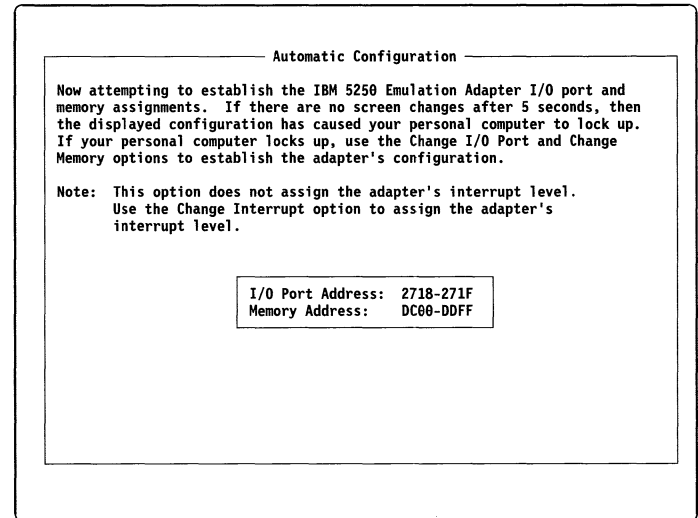 Automatic Configuration
Now attempting to establish the IBM 5250 Emulation Adapter I/O port and
memory assignments. If there are no screen changes after 5 seconds, then
the displayed configuration has caused your personal computer to lock up.
If your personal computer locks up, use the Change I/O Port and Change
Memory options to establish the adapter's configuration.
Note: This option does not assign the adapter's interrupt level.
Use the Change Interrupt option to assign the adapter's
interrupt level.
I/O Port Address: 2718-271F
Memory Address: DC00-DDFF